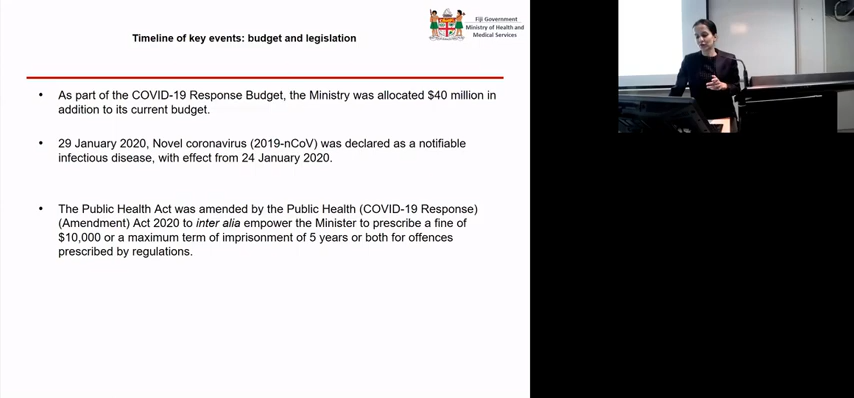 Timeline of key events: budget and legislation
Fiji Government
Ministry of Health and
Medical Services
• As part of the COVID-19 Response Budget, the Ministry was allocated $40 million in
addition to its current budget.
• 29 January 2020, Novel coronavirus (2019-nCoV) was declared as a notifiable
infectious disease, with effect from 24 January 2020.
• The Public Health Act was amended by the Public Health (COVID-19 Response)
(Amendment) Act 2020 to inter alia empower the Minister to prescribe a fine of
$10,000 or a maximum term of imprisonment of 5 years or both for offences
prescribed by regulations.